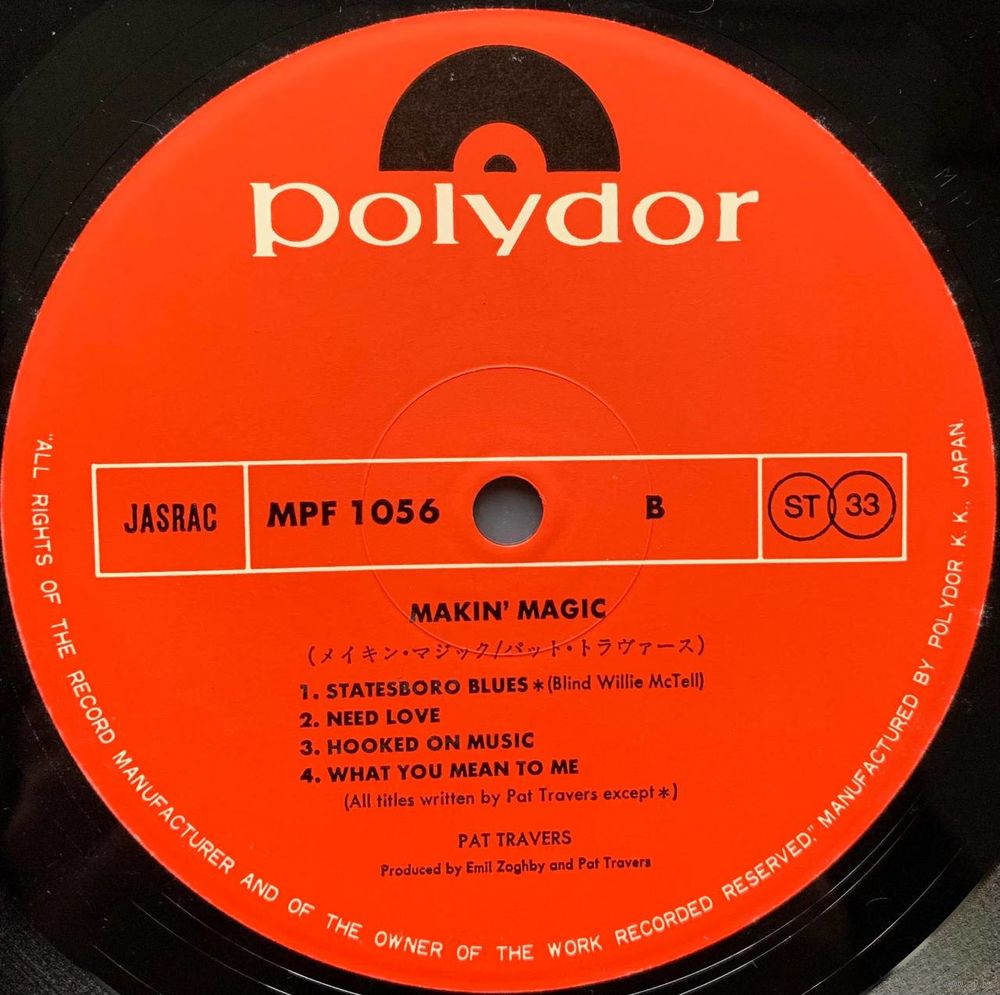 polydor
JASRAC
MPF 1056
B
ST 33
MAKIN' MAGIC
(メイキン・マジック/パット・トラヴァース)
1. STATESBORO BLUES * (Blind Willie McTell)
2. NEED LOVE
3. HOOKED ON MUSIC
4. WHAT YOU MEAN TO ME
(All titles written by Pat Travers except *)
PAT TRAVERS
Produced by Emil Zoghby and Pat Travers
"ALL RIGHTS OF THE RECORD MANUFACTURER AND OF THE OWNER OF THE WORK RECORDED RESERVED," MANUFACTURED BY POLYDOR K.K., JAPAN.